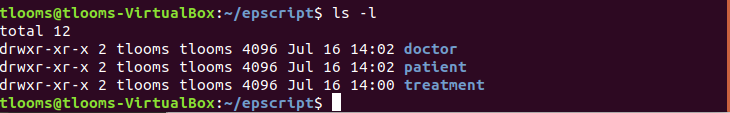 tlooms@tlooms-VirtualBox:~/epscript$ ls -l
total 12
drwxr-xr-x 2 tlooms tlooms 4096 Jul 16 14:02 doctor
drwxr-xr-x 2 tlooms tlooms 4096 Jul 16 14:02 patient
drwxr-xr-x 2 tlooms tlooms 4096 Jul 16 14:00 treatment
tlooms@tlooms-VirtualBox:~/epscript$